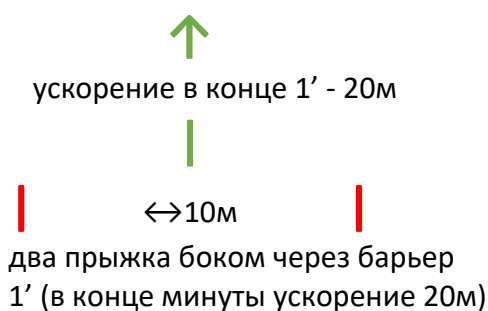 ускорение в конце 1’ - 20м
↔10м
два прыжка боком через барьер
1’ (в конце минуты ускорение 20м)